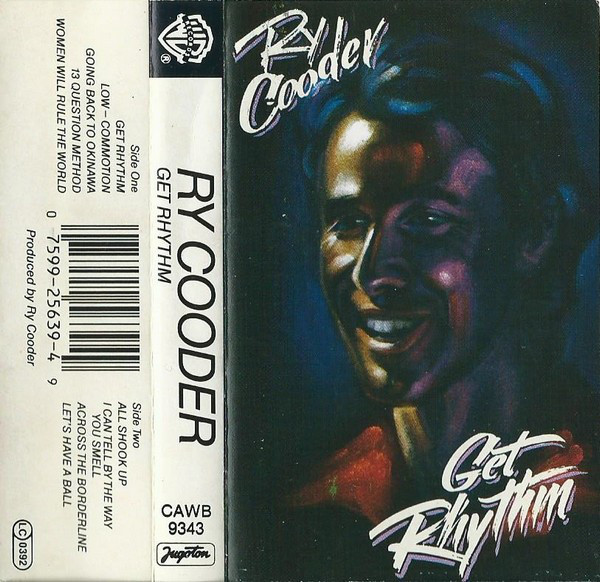 Side One
GET RHYTHM
LOW – COMMOTION
GOING BACK TO OKINAWA
13 QUESTION METHOD
WOMEN WILL RULE THE WORLD
0 7599-25639-4 9
Produced by Ry Cooder
Side Two
ALL SHOOK UP
I CAN TELL BY THE WAY
YOU SMELL
ACROSS THE BORDERLINE
LET'S HAVE A BALL
LC 0392
WB
RECORDS
®
RY COODER
GET RHYTHM
CAWB
9343
Jugoton
Ry
Cooder
Get
Rhythm